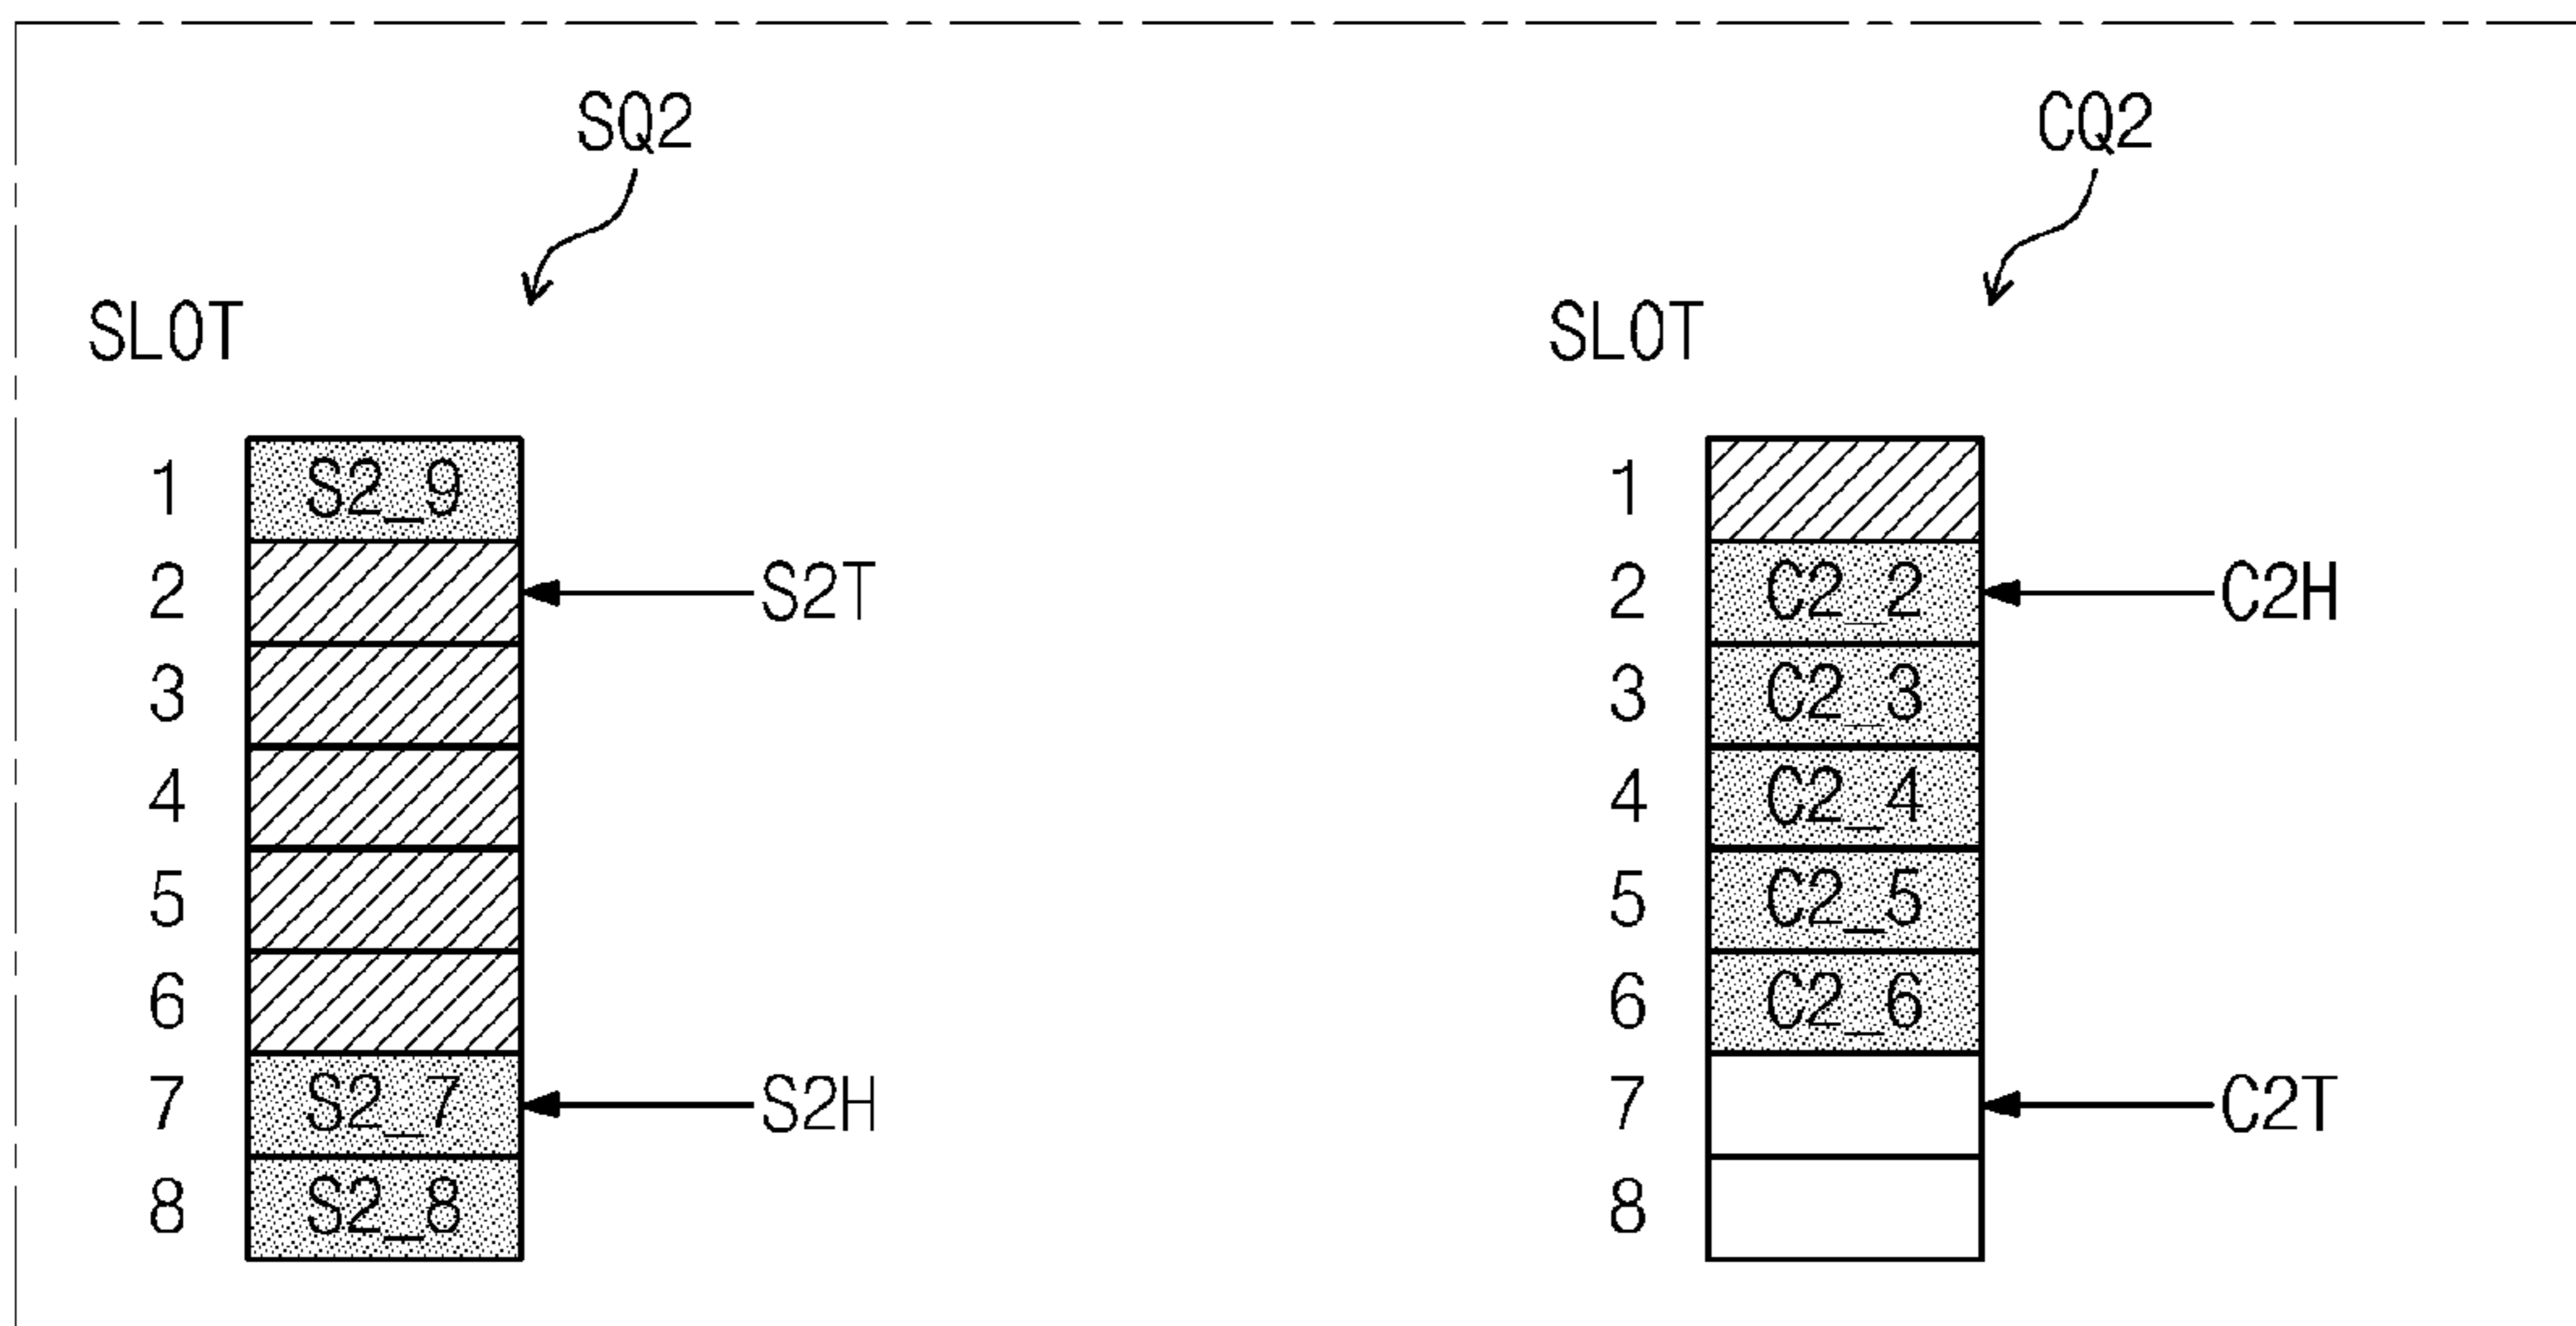 SQ2 CQ2
SLOT SLOT
1 S2_9 1
2 S2T 2 C2_2 C2H
3 3 C2_3
4 4 C2_4
5 5 C2_5
6 6 C2_6
7 S2_7 S2H 7 C2T
8 S2_8 8